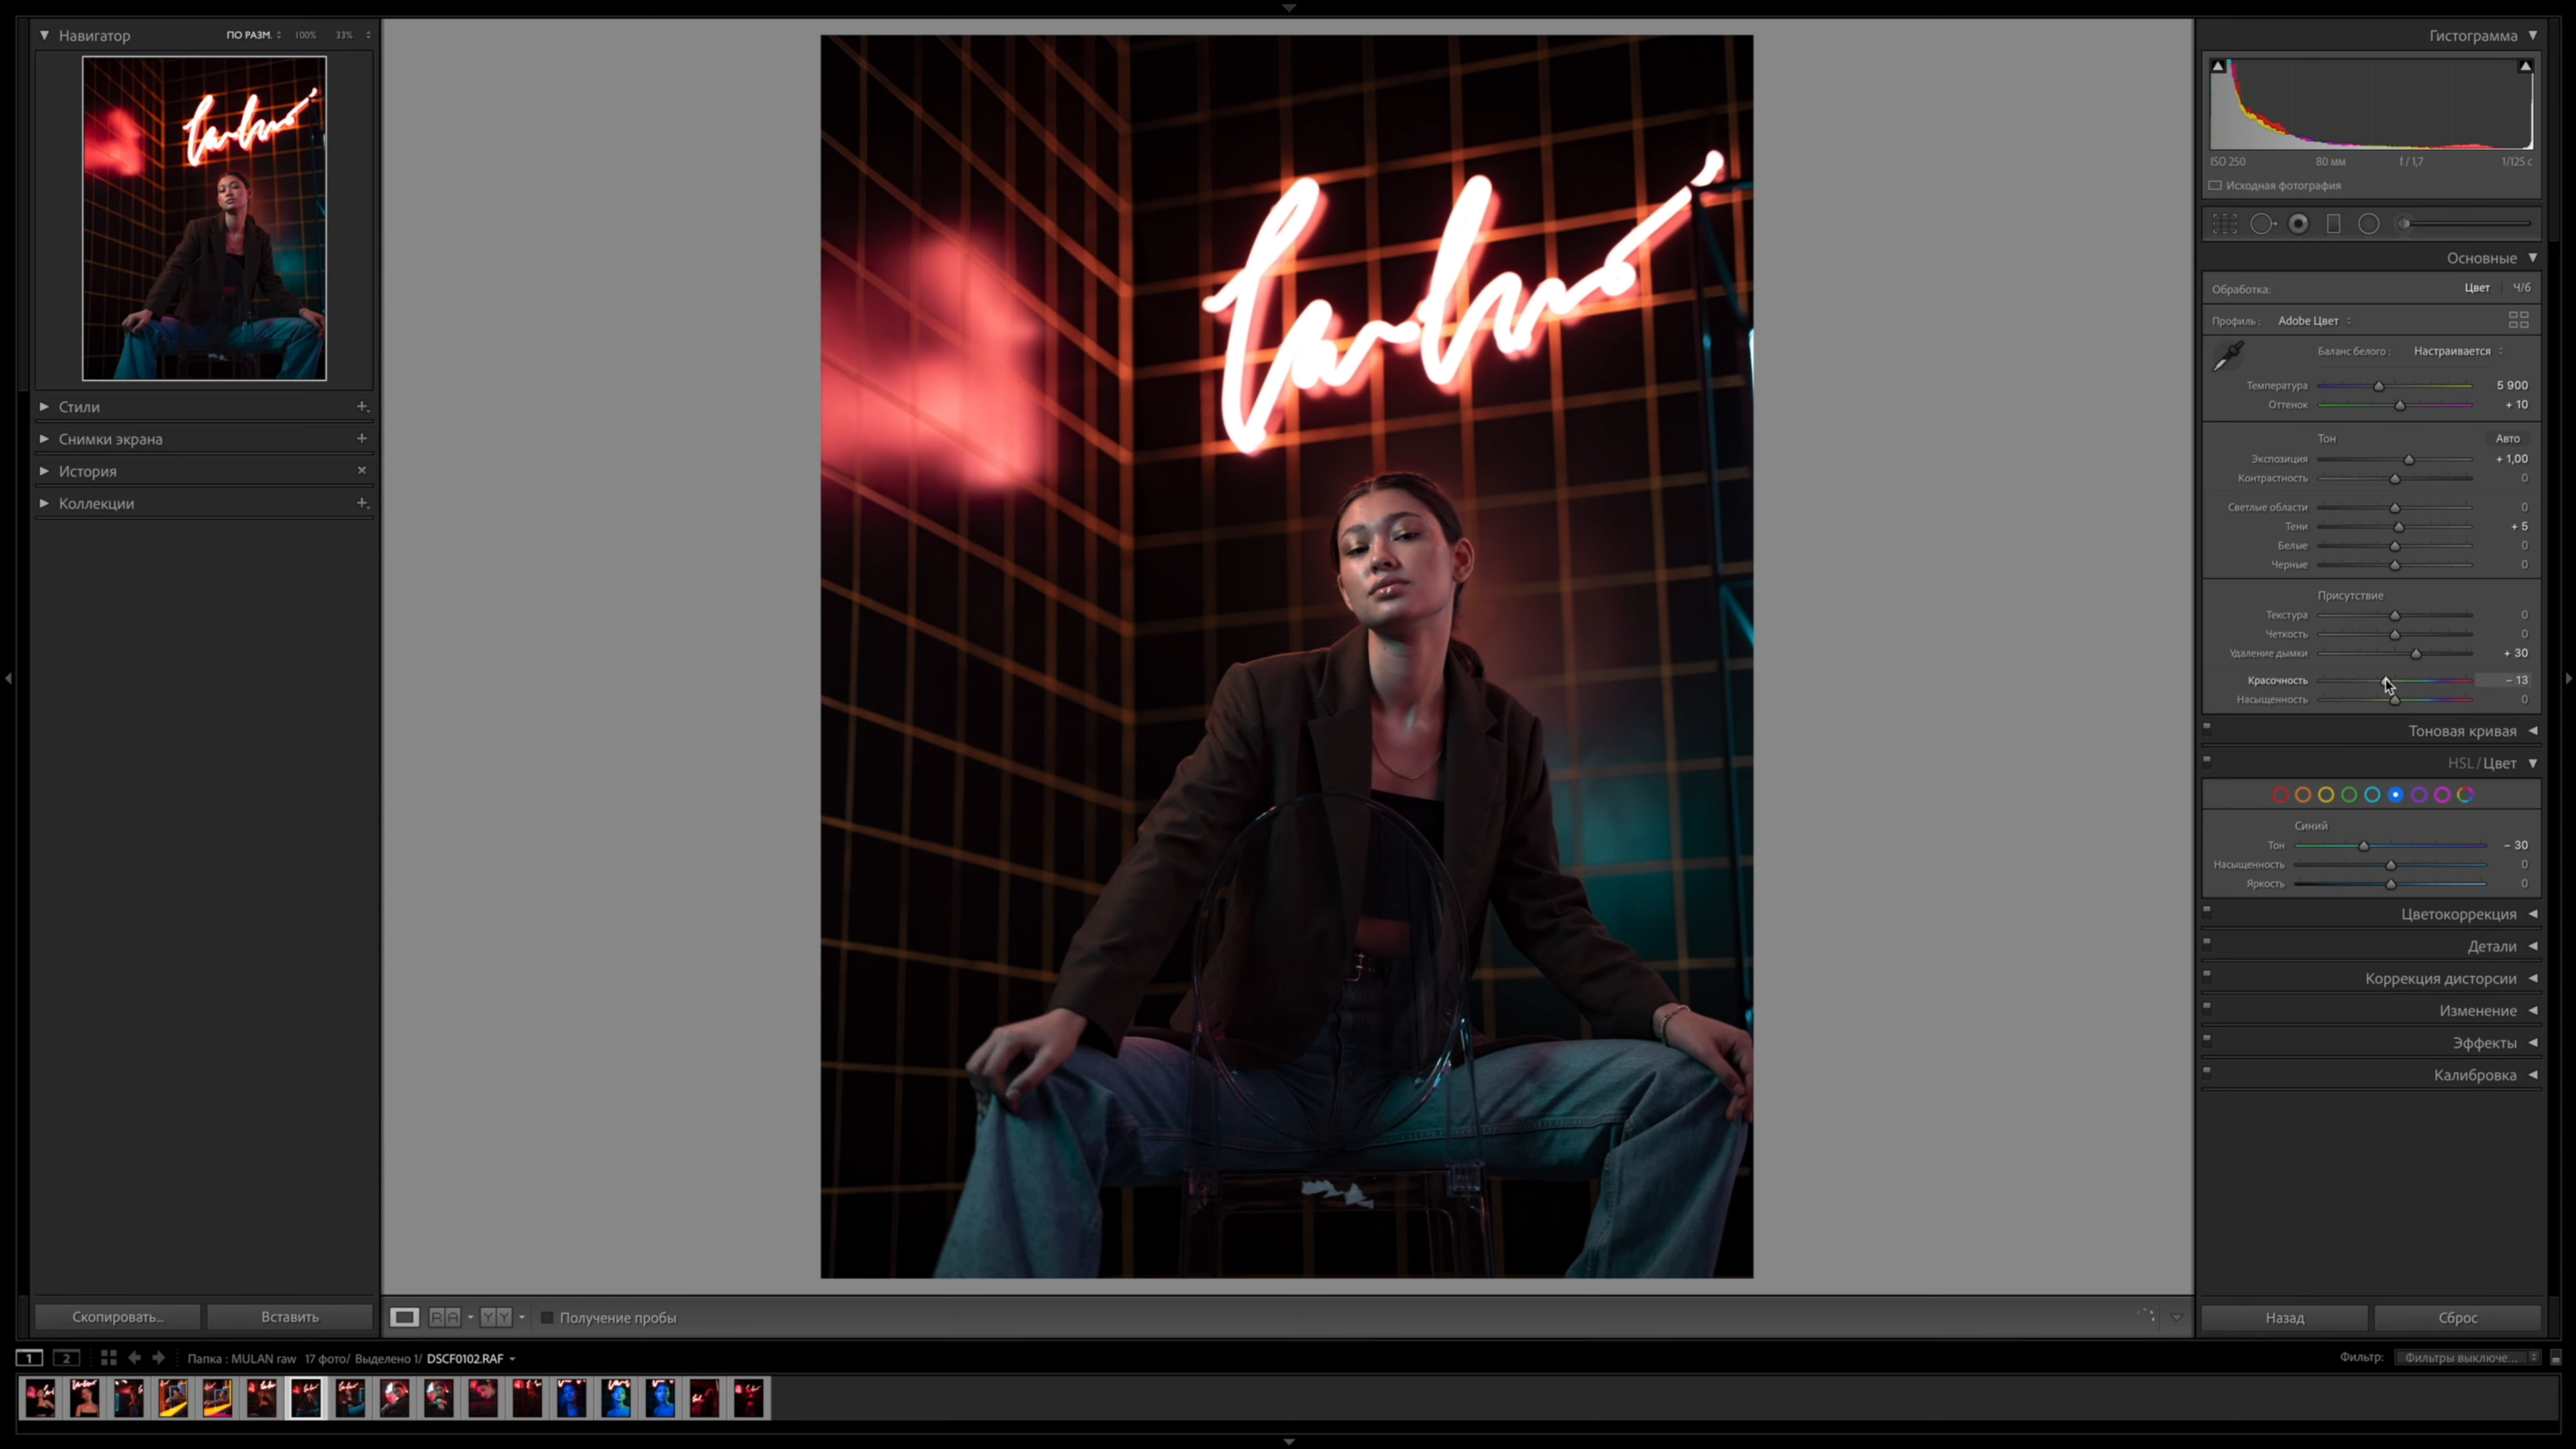 Навигатор ПО РАЗМ. 100% 33%
Стили
Снимки экрана
История
Коллекции
Скопировать...
Вставить
RA YY Получение пробы
Гистограмма
ISO 250 80 мм f / 1,7 1/125 с
Исходная фотография
Основные
Обработка: Цвет Ч/б
Профиль : Adobe Цвет
Баланс белого : Настраивается
Температура 5 900
Оттенок + 10
Тон Авто
Экспозиция + 1,00
Контрастность 0
Светлые области 0
Тени + 5
Белые 0
Черные 0
Присутствие
Текстура 0
Четкость 0
Удаление дымки + 30
Красочность − 13
Насыщенность 0
Тоновая кривая
HSL / Цвет
Синий
Тон − 30
Насыщенность 0
Яркость 0
Цветокоррекция
Детали
Коррекция дисторсии
Изменение
Эффекты
Калибровка
Назад
Сброс
1 2 Папка : MULAN raw 17 фото/ Выделено 1/ DSCF0102.RAF
Фильтр: Фильтры выключе...